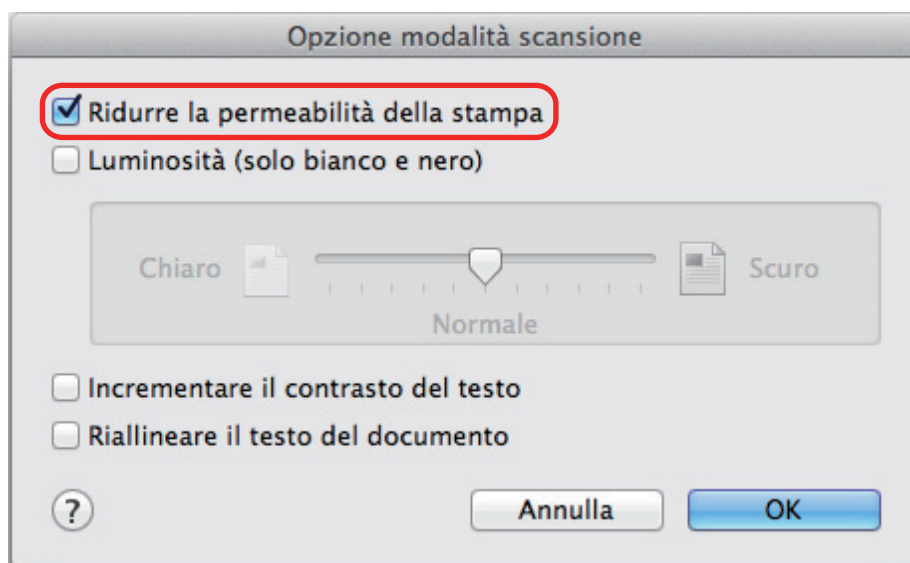 Opzione modalità scansione
Ridurre la permeabilità della stampa
Luminosità (solo bianco e nero)
Chiaro Scuro
Normale
Incrementare il contrasto del testo
Riallineare il testo del documento
? Annulla OK